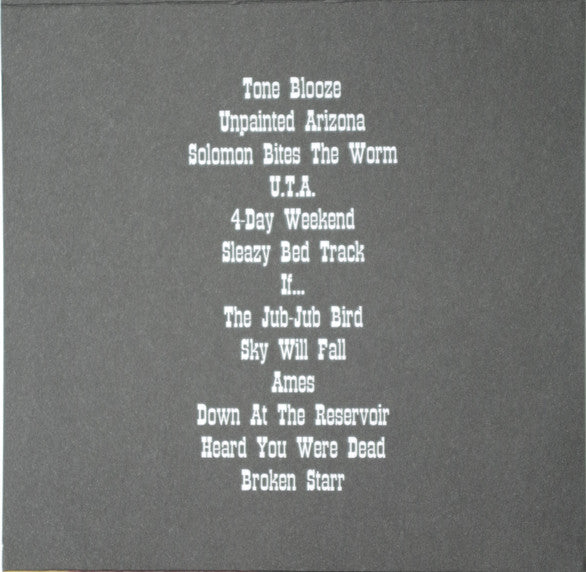 Tone Blooze
Unpainted Arizona
Solomon Bites The Worm
U.T.A.
4-Day Weekend
Sleazy Bed Track
If...
The Jub-Jub Bird
Sky Will Fall
Ames
Down At The Reservoir
Heard You Were Dead
Broken Starr